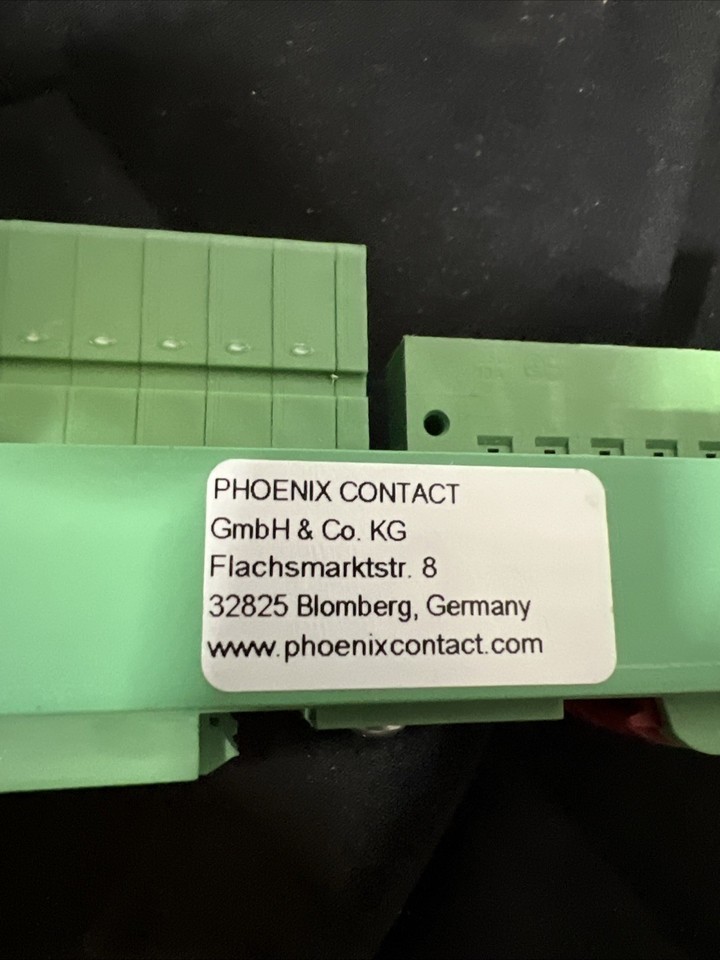 PHOENIX CONTACT
GmbH & Co. KG
Flachsmarktstr. 8
32825 Blomberg, Germany
www.phoenixcontact.com